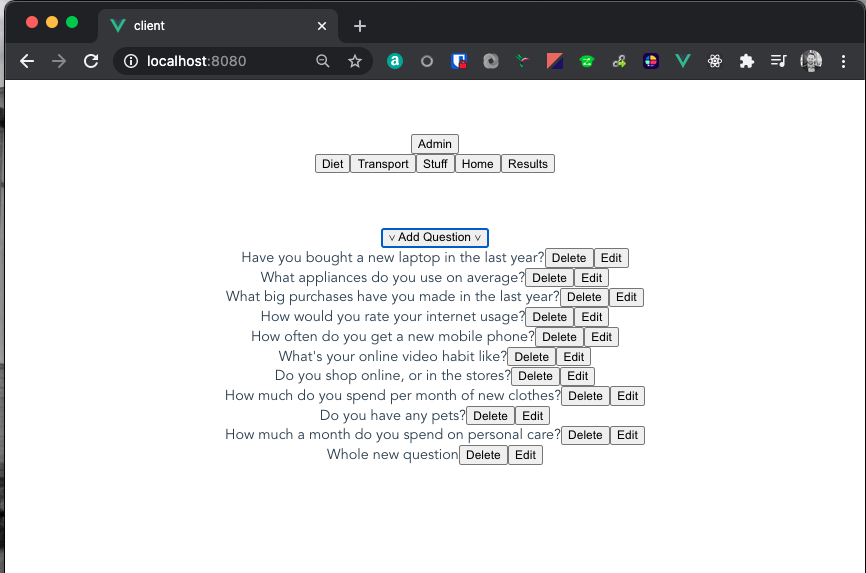 client
localhost:8080
Admin
Diet Transport Stuff Home Results
v Add Question v
Have you bought a new laptop in the last year? Delete Edit
What appliances do you use on average? Delete Edit
What big purchases have you made in the last year? Delete Edit
How would you rate your internet usage? Delete Edit
How often do you get a new mobile phone? Delete Edit
What's your online video habit like? Delete Edit
Do you shop online, or in the stores? Delete Edit
How much do you spend per month of new clothes? Delete Edit
Do you have any pets? Delete Edit
How much a month do you spend on personal care? Delete Edit
Whole new question Delete Edit